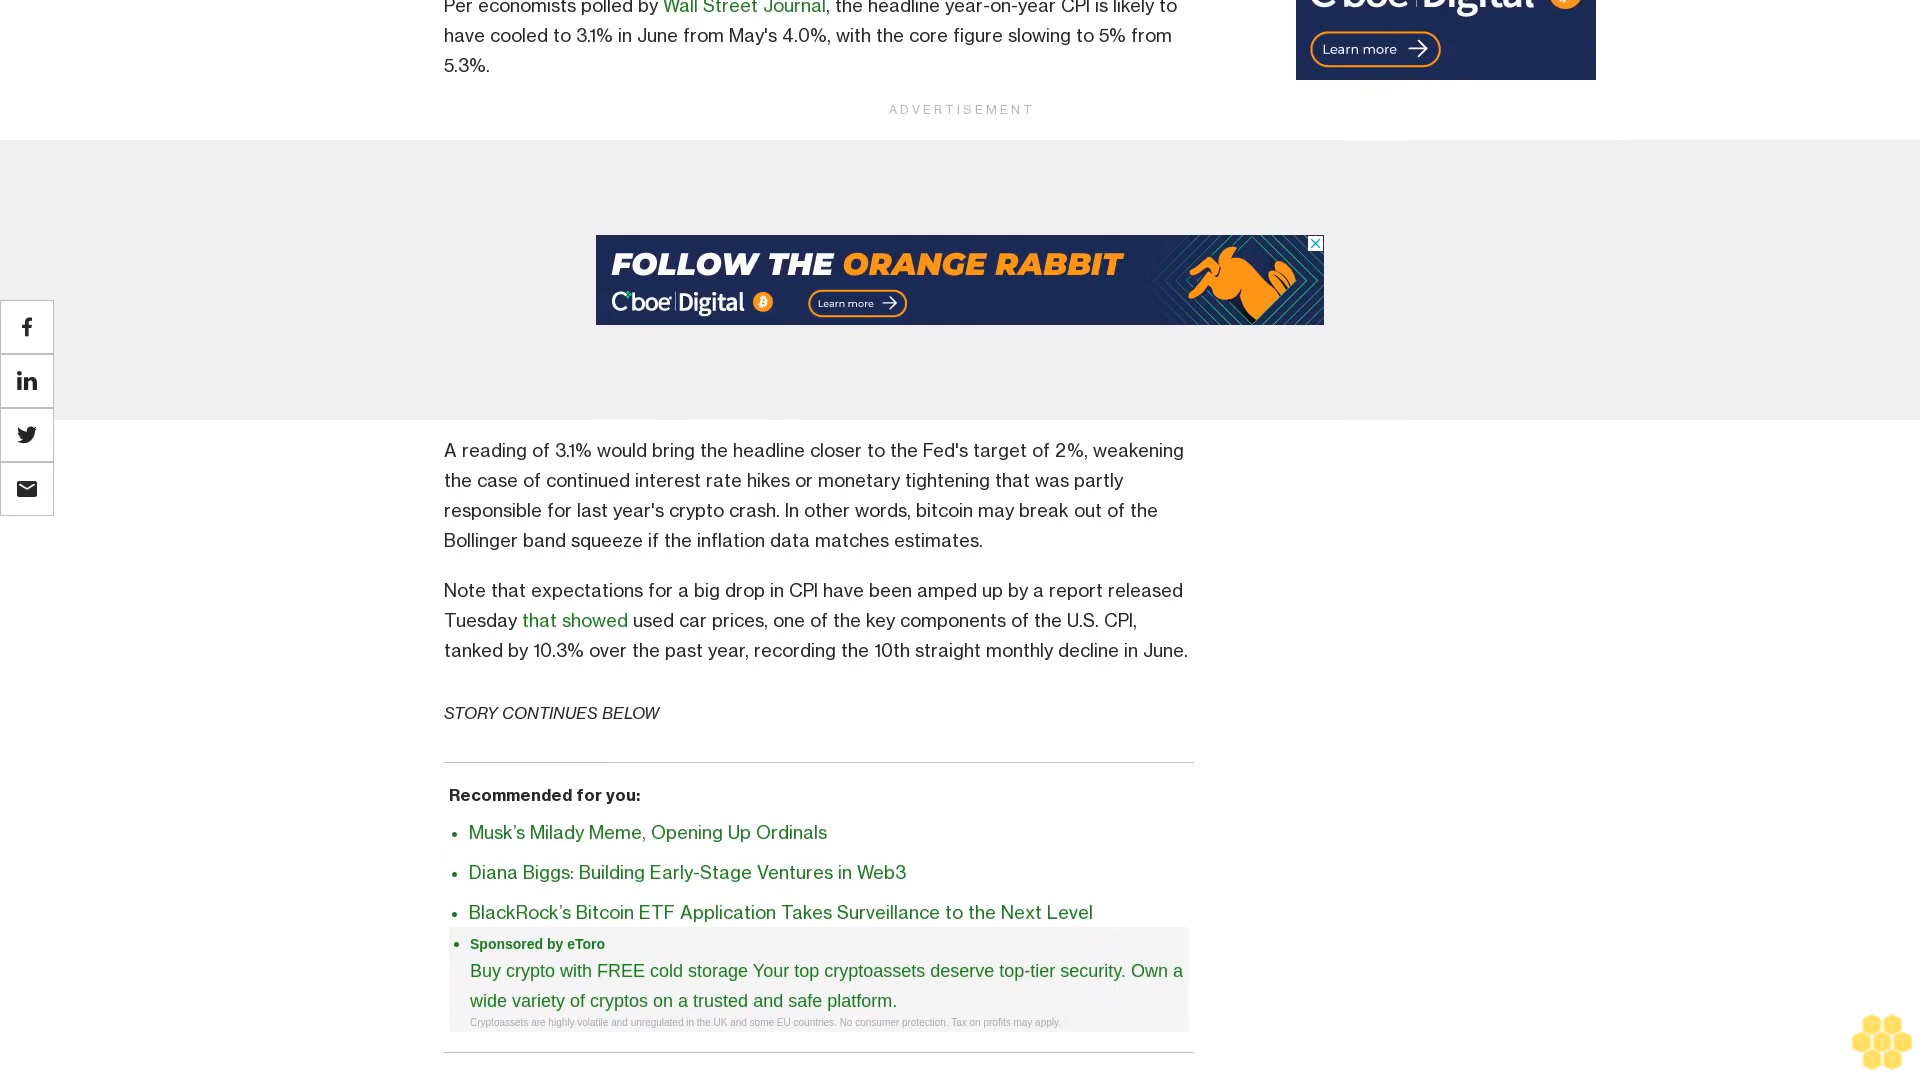 Per economists polled by Wall Street Journal, the headline year-on-year CPI is likely to
have cooled to 3.1% in June from May's 4.0%, with the core figure slowing to 5% from
5.3%.
Cboe Digital
Learn more
ADVERTISEMENT
FOLLOW THE ORANGE RABBIT
Cboe Digital
Learn more
A reading of 3.1% would bring the headline closer to the Fed's target of 2%, weakening
the case of continued interest rate hikes or monetary tightening that was partly
responsible for last year's crypto crash. In other words, bitcoin may break out of the
Bollinger band squeeze if the inflation data matches estimates.
Note that expectations for a big drop in CPI have been amped up by a report released
Tuesday that showed used car prices, one of the key components of the U.S. CPI,
tanked by 10.3% over the past year, recording the 10th straight monthly decline in June.
STORY CONTINUES BELOW
Recommended for you:
• Musk’s Milady Meme, Opening Up Ordinals
• Diana Biggs: Building Early-Stage Ventures in Web3
• BlackRock’s Bitcoin ETF Application Takes Surveillance to the Next Level
• Sponsored by eToro
Buy crypto with FREE cold storage Your top cryptoassets deserve top-tier security. Own a
wide variety of cryptos on a trusted and safe platform.
Cryptoassets are highly volatile and unregulated in the UK and some EU countries. No consumer protection. Tax on profits may apply.